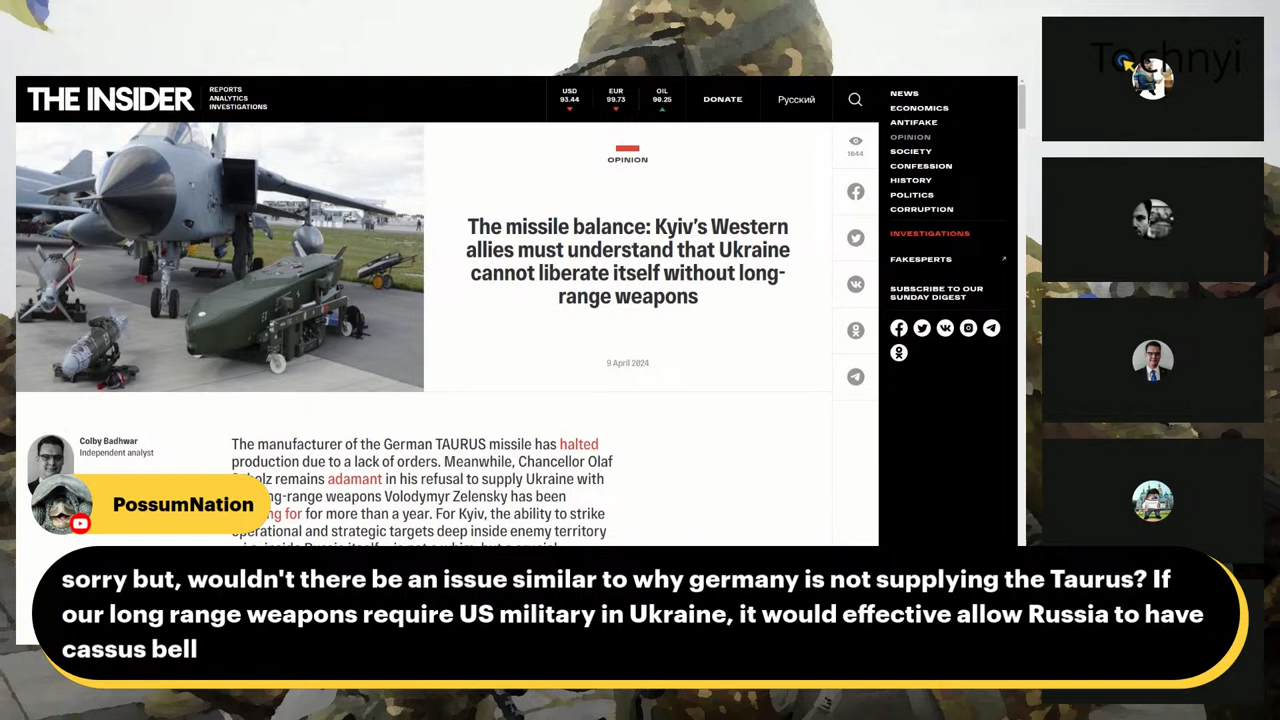 Tochnyi
THE INSIDER
REPORTS
ANALYTICS
INVESTIGATIONS
USD
93.44
EUR
99.73
OIL
90.25
DONATE
Русский
NEWS
ECONOMICS
ANTIFAKE
OPINION
SOCIETY
CONFESSION
HISTORY
POLITICS
CORRUPTION
INVESTIGATIONS
FAKESPERTS
SUBSCRIBE TO OUR
SUNDAY DIGEST
1644
OPINION
The missile balance: Kyiv's Western
allies must understand that Ukraine
cannot liberate itself without long-
range weapons
9 April 2024
Colby Badhwar
Independent analyst
The manufacturer of the German TAURUS missile has halted
production due to a lack of orders. Meanwhile, Chancellor Olaf
remains adamant in his refusal to supply Ukraine with
range weapons Volodymyr Zelensky has been
for for more than a year. For Kyiv, the ability to strike
operational and strategic targets deep inside enemy territory
PossumNation
sorry but, wouldn't there be an issue similar to why germany is not supplying the Taurus? If
our long range weapons require US military in Ukraine, it would effective allow Russia to have
cassus bell